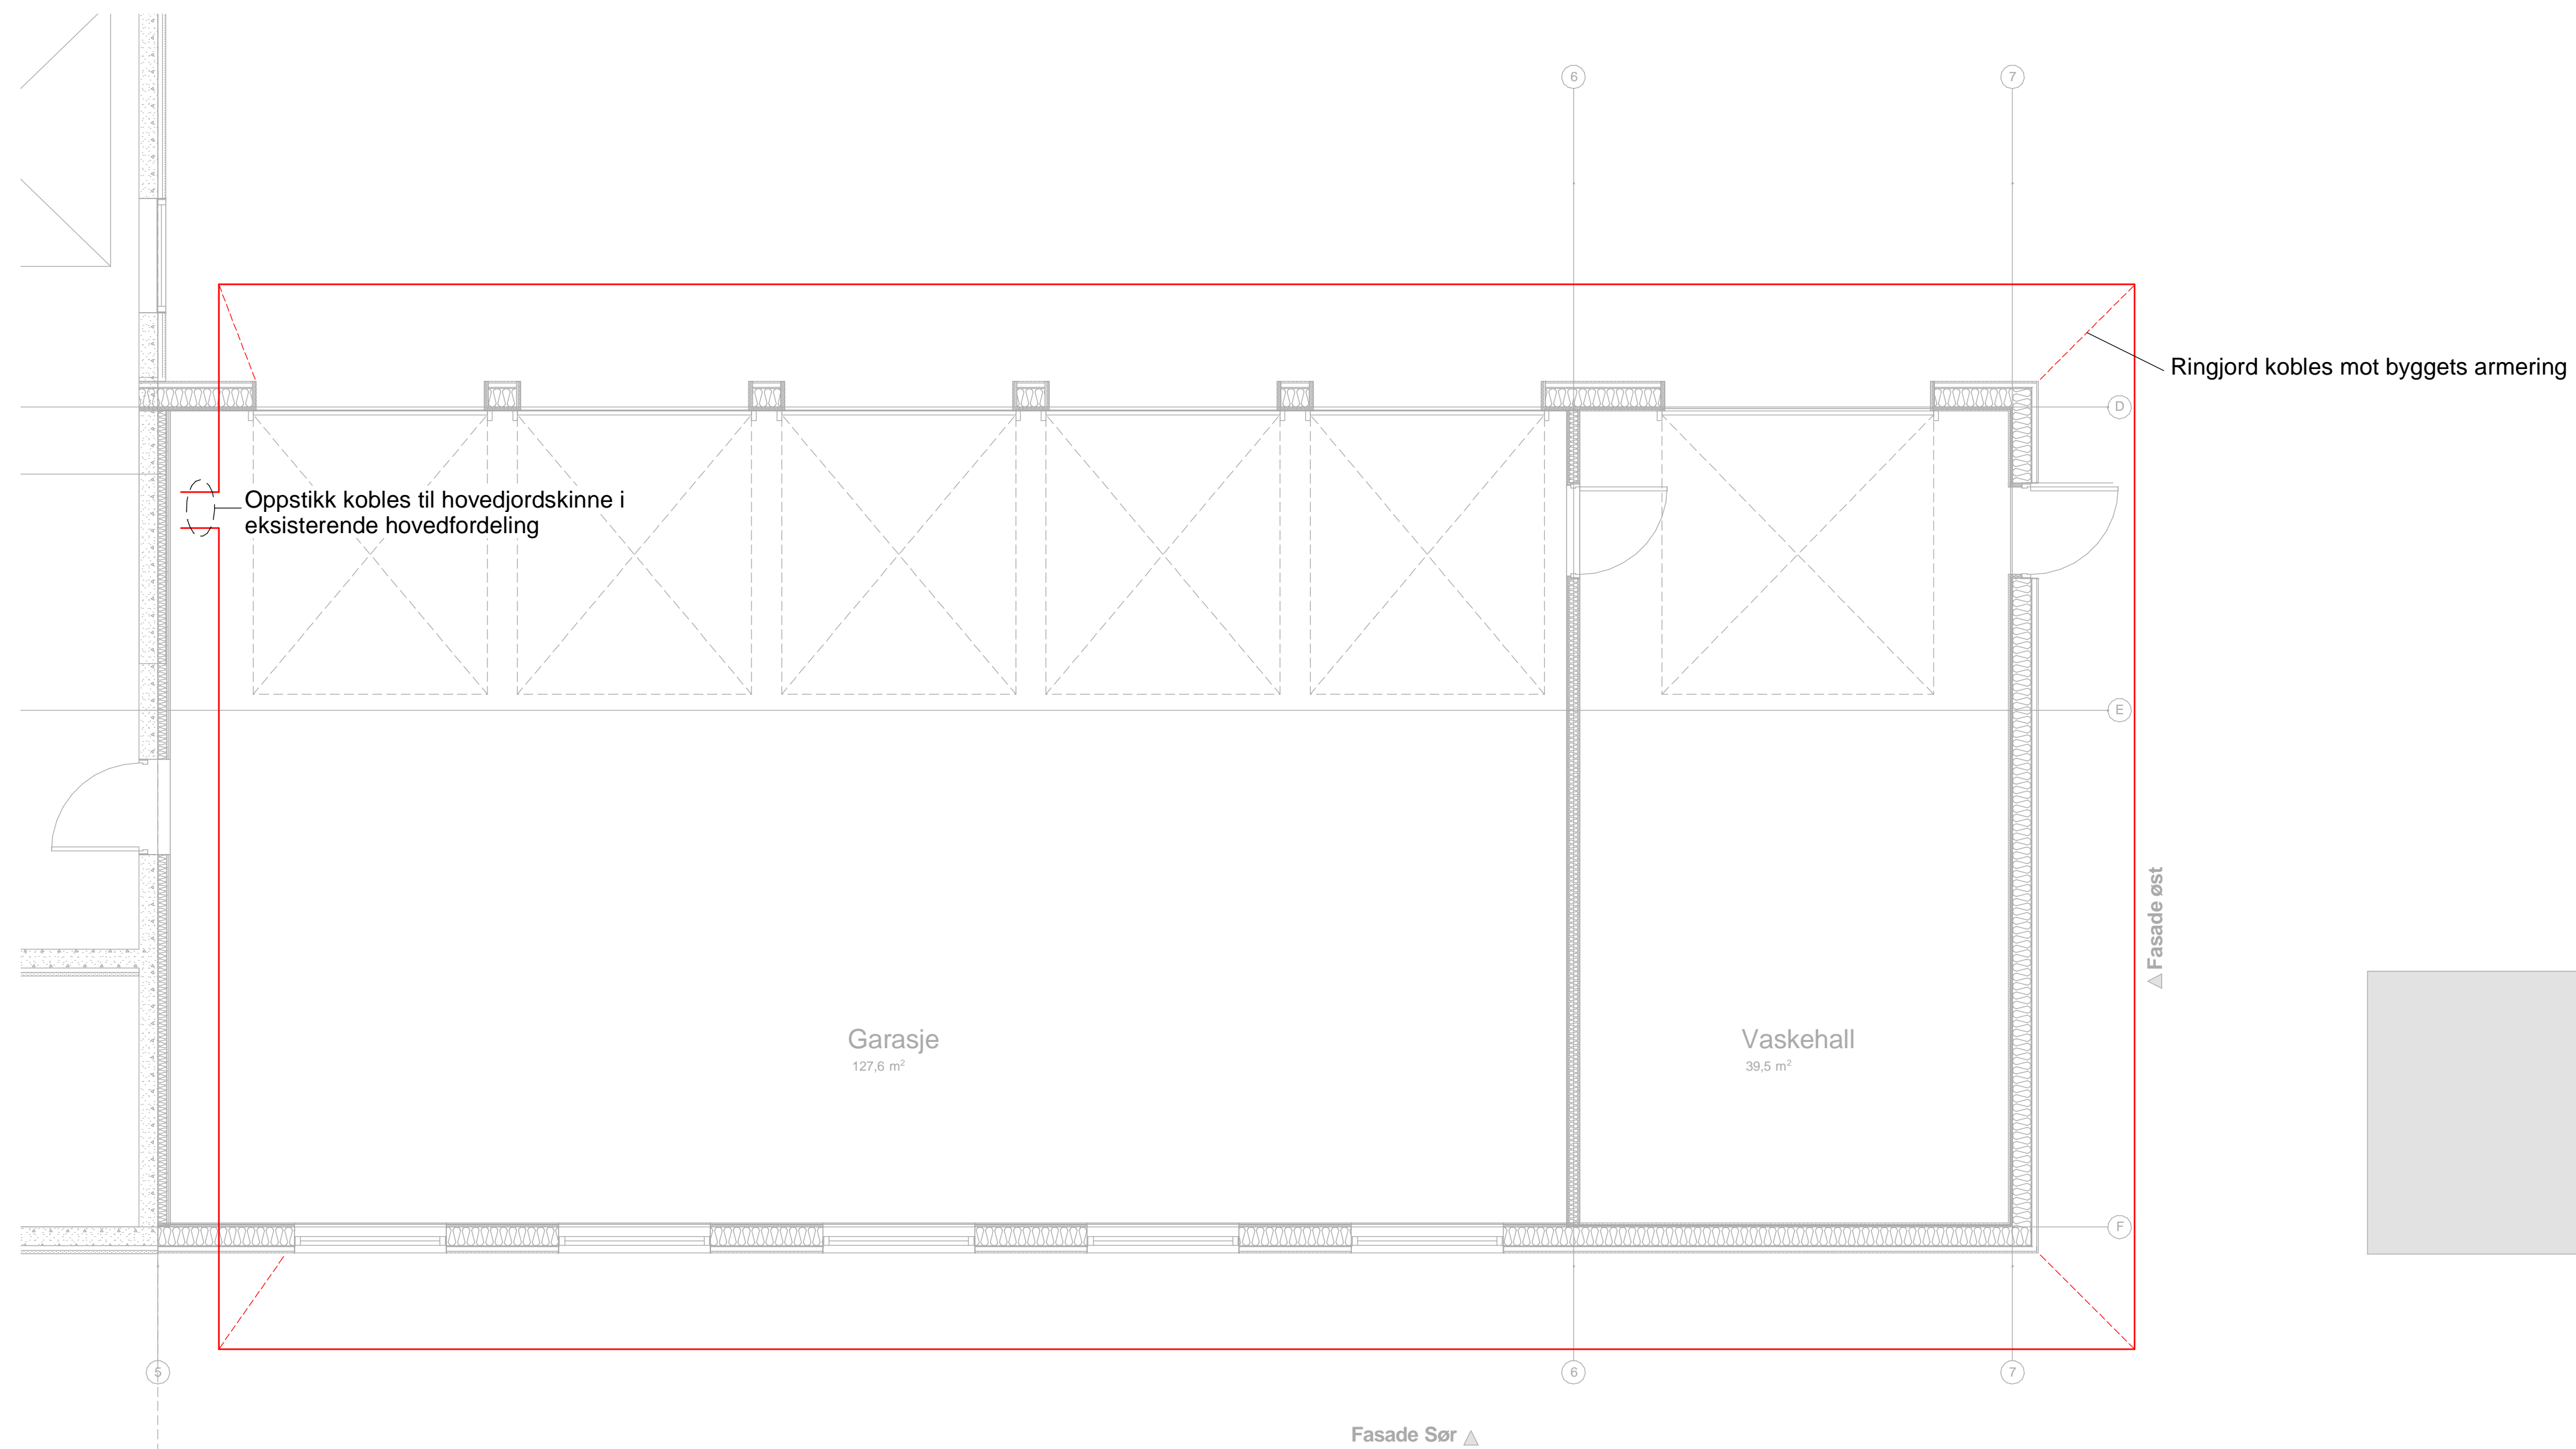 6
7
Ringjord kobles mot byggets armering
D
Oppstikk kobles til hovedjordskinne i
eksisterende hovedfordeling
E
Fasade øst
Garasje
127,6 m²
Vaskehall
39,5 m²
F
5
6
7
Fasade Sør